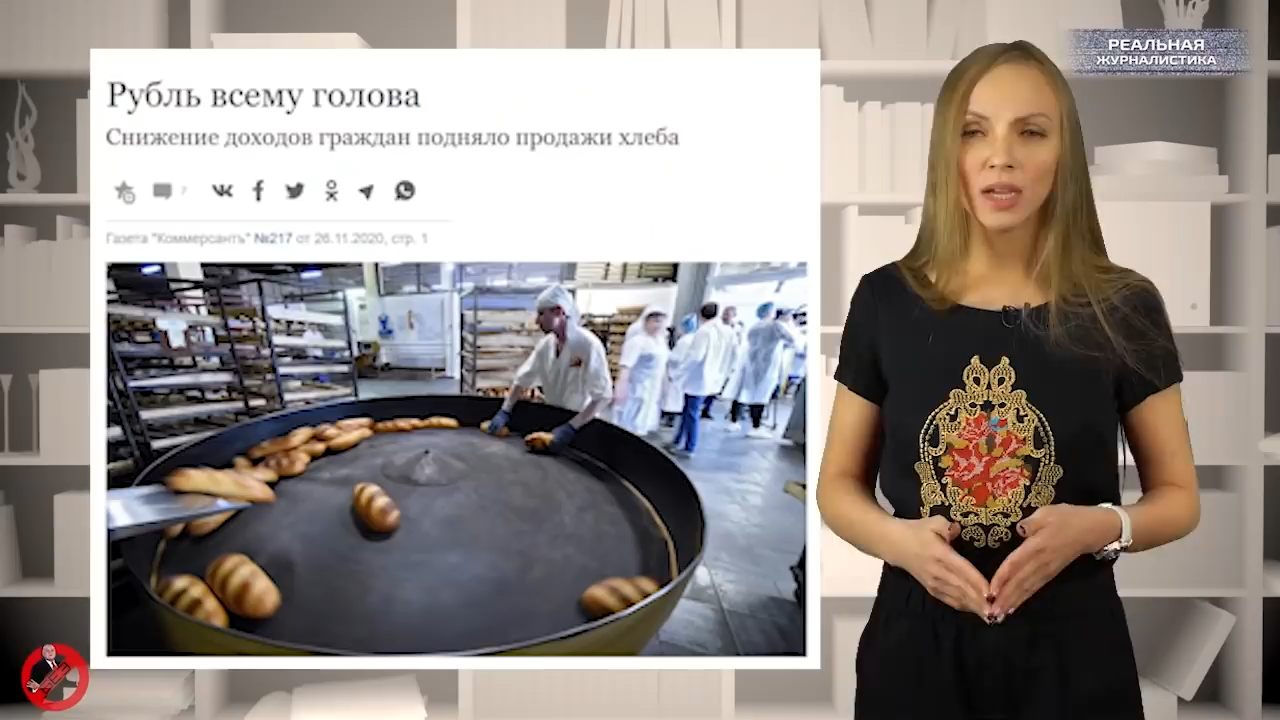 РЕАЛЬНАЯ
ЖУРНАЛИСТИКА
Рубль всему голова
Снижение доходов граждан подняло продажи хлеба
Газета "Коммерсантъ" №217 от 26.11.2020, стр. 1